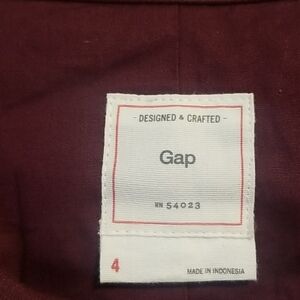 - DESIGNED & CRAFTED -
Gap
WN 54023
4
MADE IN INDONESIA